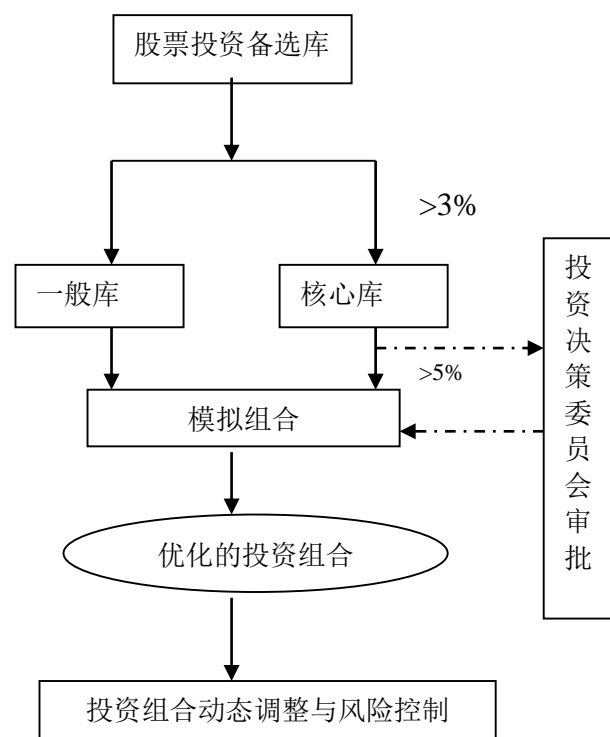 股票投资备选库
>3%
一般库
核心库
投资决策委员会审批
>5%
模拟组合
优化的投资组合
投资组合动态调整与风险控制